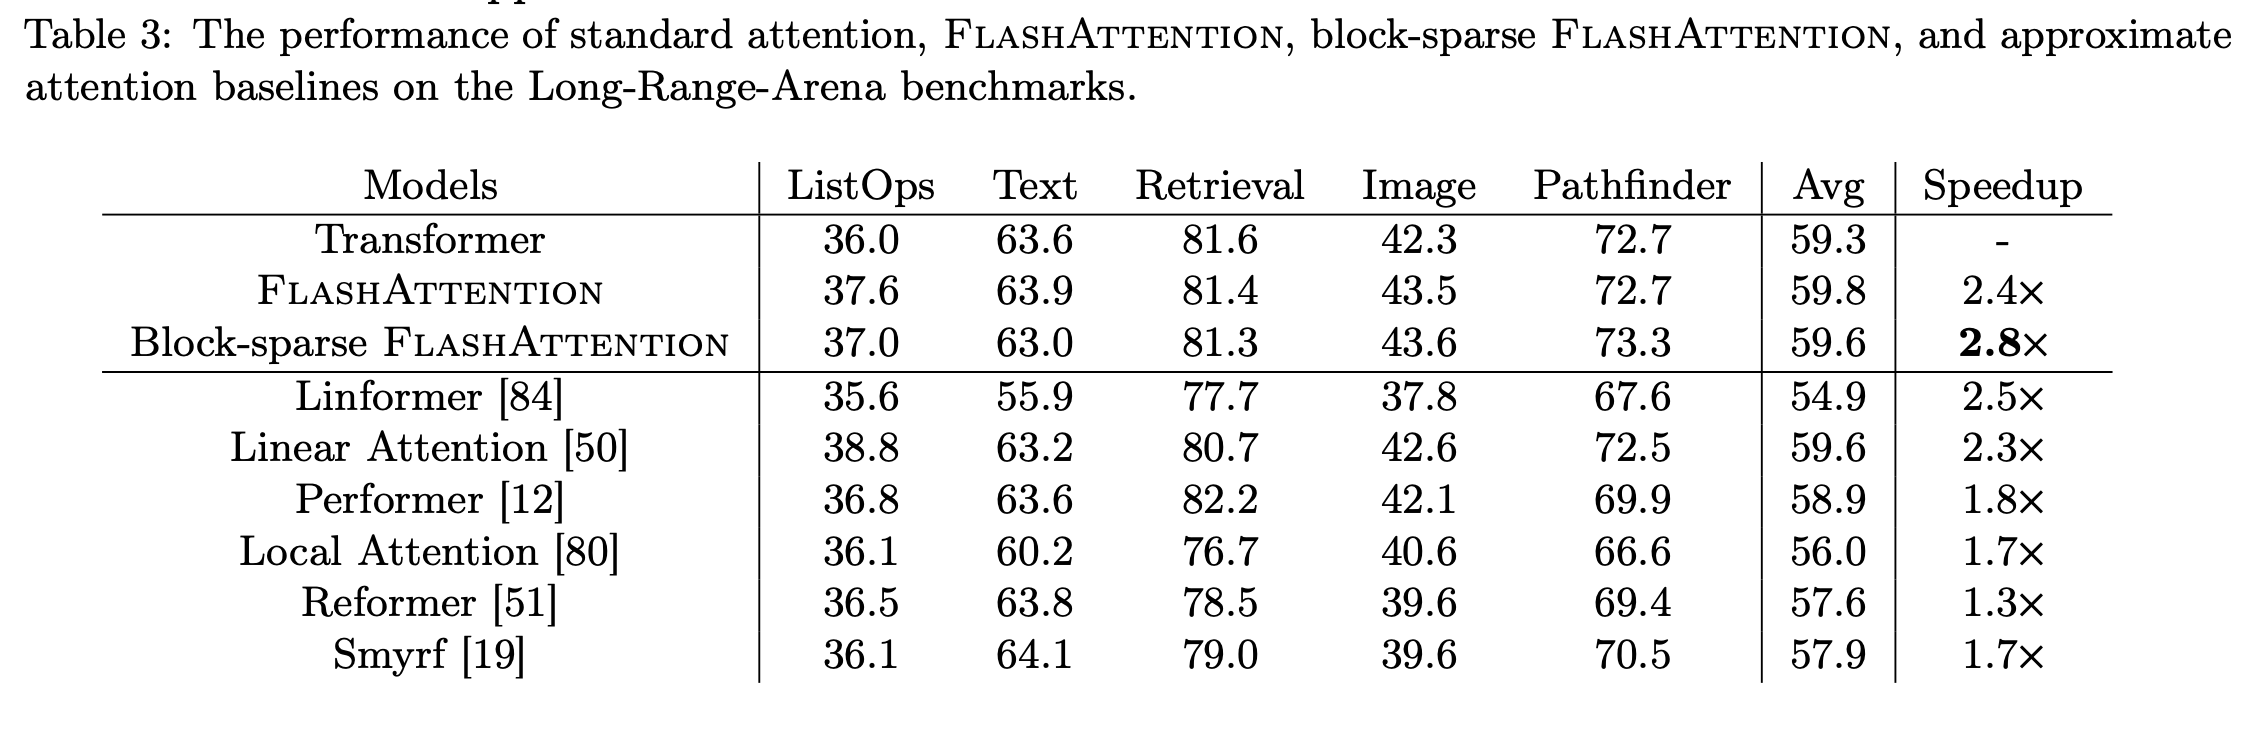 Table 3: The performance of standard attention, FLASHATTENTION, block-sparse FLASHATTENTION, and approximate
attention baselines on the Long-Range-Arena benchmarks.
Models ListOps Text Retrieval Image Pathfinder Avg Speedup
Transformer 36.0 63.6 81.6 42.3 72.7 59.3 -
FLASHATTENTION 37.6 63.9 81.4 43.5 72.7 59.8 2.4×
Block-sparse FLASHATTENTION 37.0 63.0 81.3 43.6 73.3 59.6 2.8×
Linformer [84] 35.6 55.9 77.7 37.8 67.6 54.9 2.5×
Linear Attention [50] 38.8 63.2 80.7 42.6 72.5 59.6 2.3×
Performer [12] 36.8 63.6 82.2 42.1 69.9 58.9 1.8×
Local Attention [80] 36.1 60.2 76.7 40.6 66.6 56.0 1.7×
Reformer [51] 36.5 63.8 78.5 39.6 69.4 57.6 1.3×
Smyrf [19] 36.1 64.1 79.0 39.6 70.5 57.9 1.7×